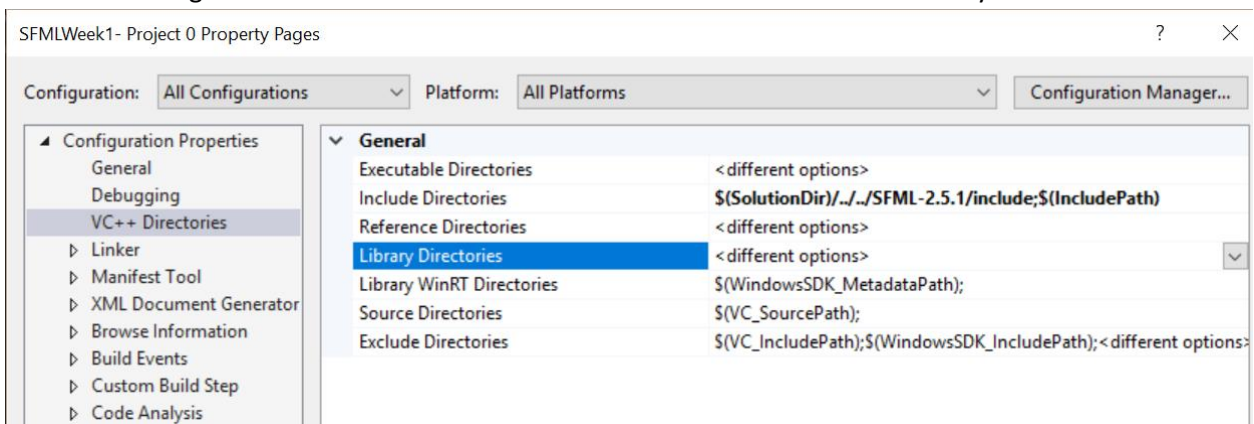 SFMLWeek1- Project 0 Property Pages ? ×
Configuration: All Configurations Platform: All Platforms Configuration Manager...
Configuration Properties
General
Debugging
VC++ Directories
Linker
Manifest Tool
XML Document Generator
Browse Information
Build Events
Custom Build Step
Code Analysis
General
Executable Directories <different options>
Include Directories $(SolutionDir)/../../SFML-2.5.1/include;$(IncludePath)
Reference Directories <different options>
Library Directories <different options>
Library WinRT Directories $(WindowsSDK_MetadataPath);
Source Directories $(VC_SourcePath);
Exclude Directories $(VC_IncludePath);$(WindowsSDK_IncludePath);<different options>